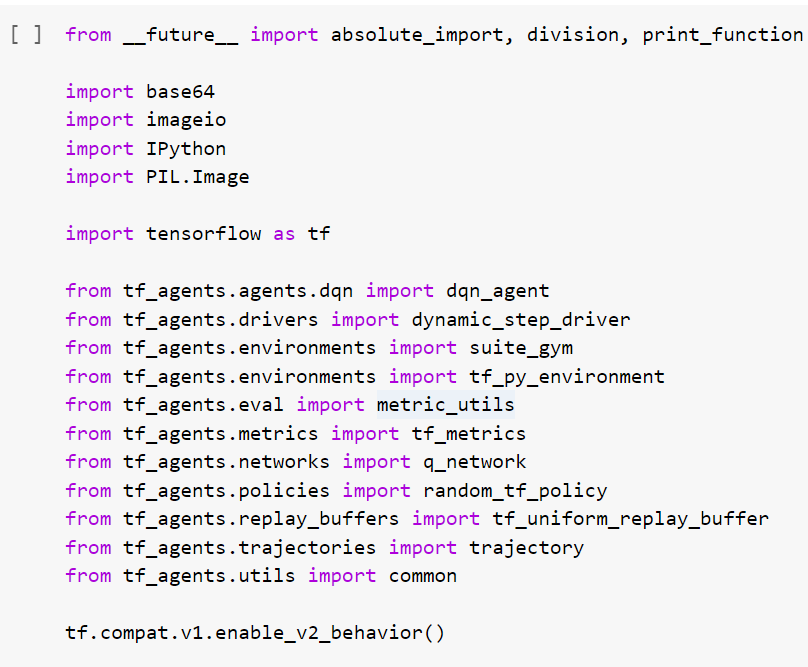 [ ] from __future__ import absolute_import, division, print_function
import base64
import imageio
import IPython
import PIL.Image
import tensorflow as tf
from tf_agents.agents.dqn import dqn_agent
from tf_agents.drivers import dynamic_step_driver
from tf_agents.environments import suite_gym
from tf_agents.environments import tf_py_environment
from tf_agents.eval import metric_utils
from tf_agents.metrics import tf_metrics
from tf_agents.networks import q_network
from tf_agents.policies import random_tf_policy
from tf_agents.replay_buffers import tf_uniform_replay_buffer
from tf_agents.trajectories import trajectory
from tf_agents.utils import common
tf.compat.v1.enable_v2_behavior()